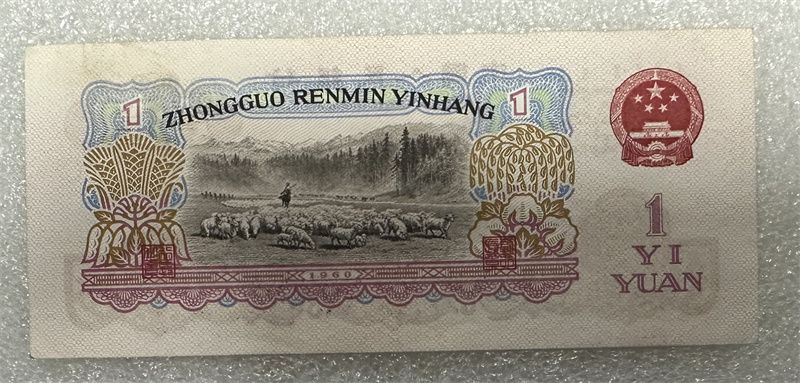 1
ZHONGGUO RENMIN YINHANG
1
1960
1
YI
YUAN